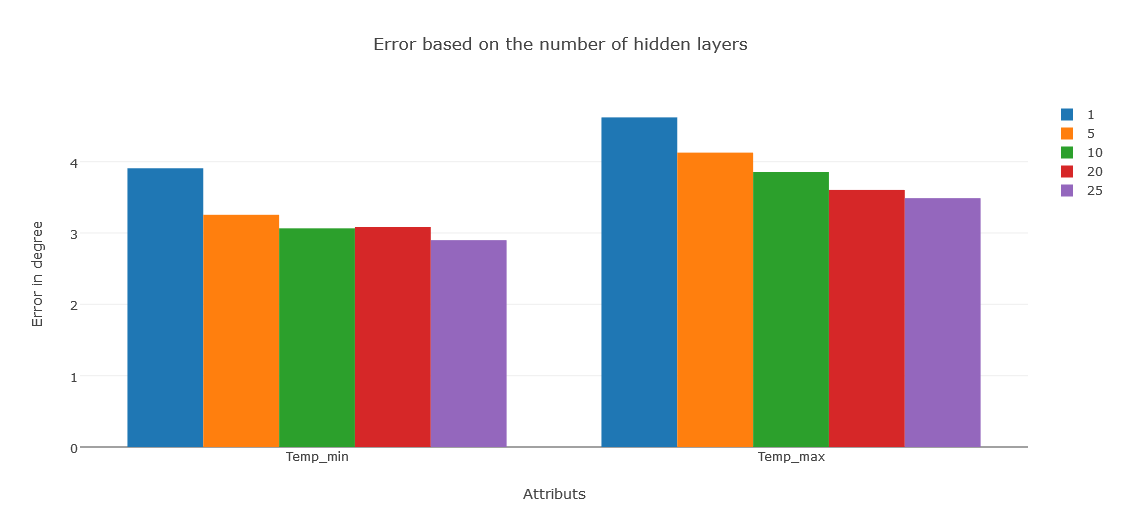 Error based on the number of hidden layers
1
5
10
20
25
Error in degree
4
3
2
1
0
Temp_min
Temp_max
Attributs